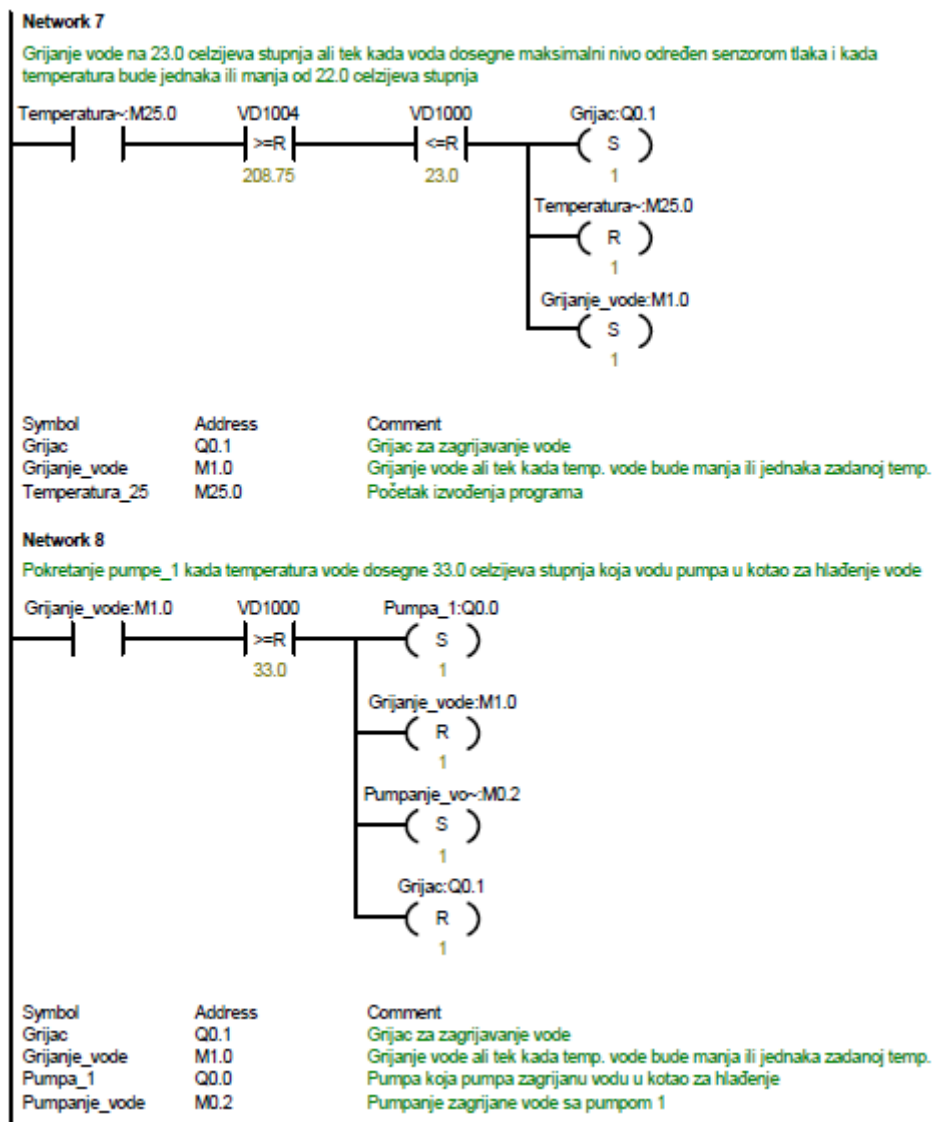 Network 7
Grijanje vode na 23.0 celzijeva stupnja ali tek kada voda dosegne maksimalni nivo određen senzorom tlaka i kada
temperatura bude jednaka ili manja od 22.0 celzijeva stupnja
Temperatura~:M25.0 VD1004 VD1000 Grijac:Q0.1
>=R <=R S
208.75 23.0 1
Temperatura~:M25.0
R
1
Grijanje_vode:M1.0
S
1
Symbol Address Comment
Grijac Q0.1 Grijac za zagrijavanje vode
Grijanje_vode M1.0 Grijanje vode ali tek kada temp. vode bude manja ili jednaka zadanoj temp.
Temperatura_25 M25.0 Početak izvođenja programa
Network 8
Pokretanje pumpe_1 kada temperatura vode dosegne 33.0 celzijeva stupnja koja vodu pumpa u kotao za hlađenje vode
Grijanje_vode:M1.0 VD1000 Pumpa_1:Q0.0
>=R S
33.0 1
Grijanje_vode:M1.0
R
1
Pumpanje_vo~:M0.2
S
1
Grijac:Q0.1
R
1
Symbol Address Comment
Grijac Q0.1 Grijac za zagrijavanje vode
Grijanje_vode M1.0 Grijanje vode ali tek kada temp. vode bude manja ili jednaka zadanoj temp.
Pumpa_1 Q0.0 Pumpa koja pumpa zagrijanu vodu u kotao za hlađenje
Pumpanje_vode M0.2 Pumpanje zagrijane vode sa pumpom 1